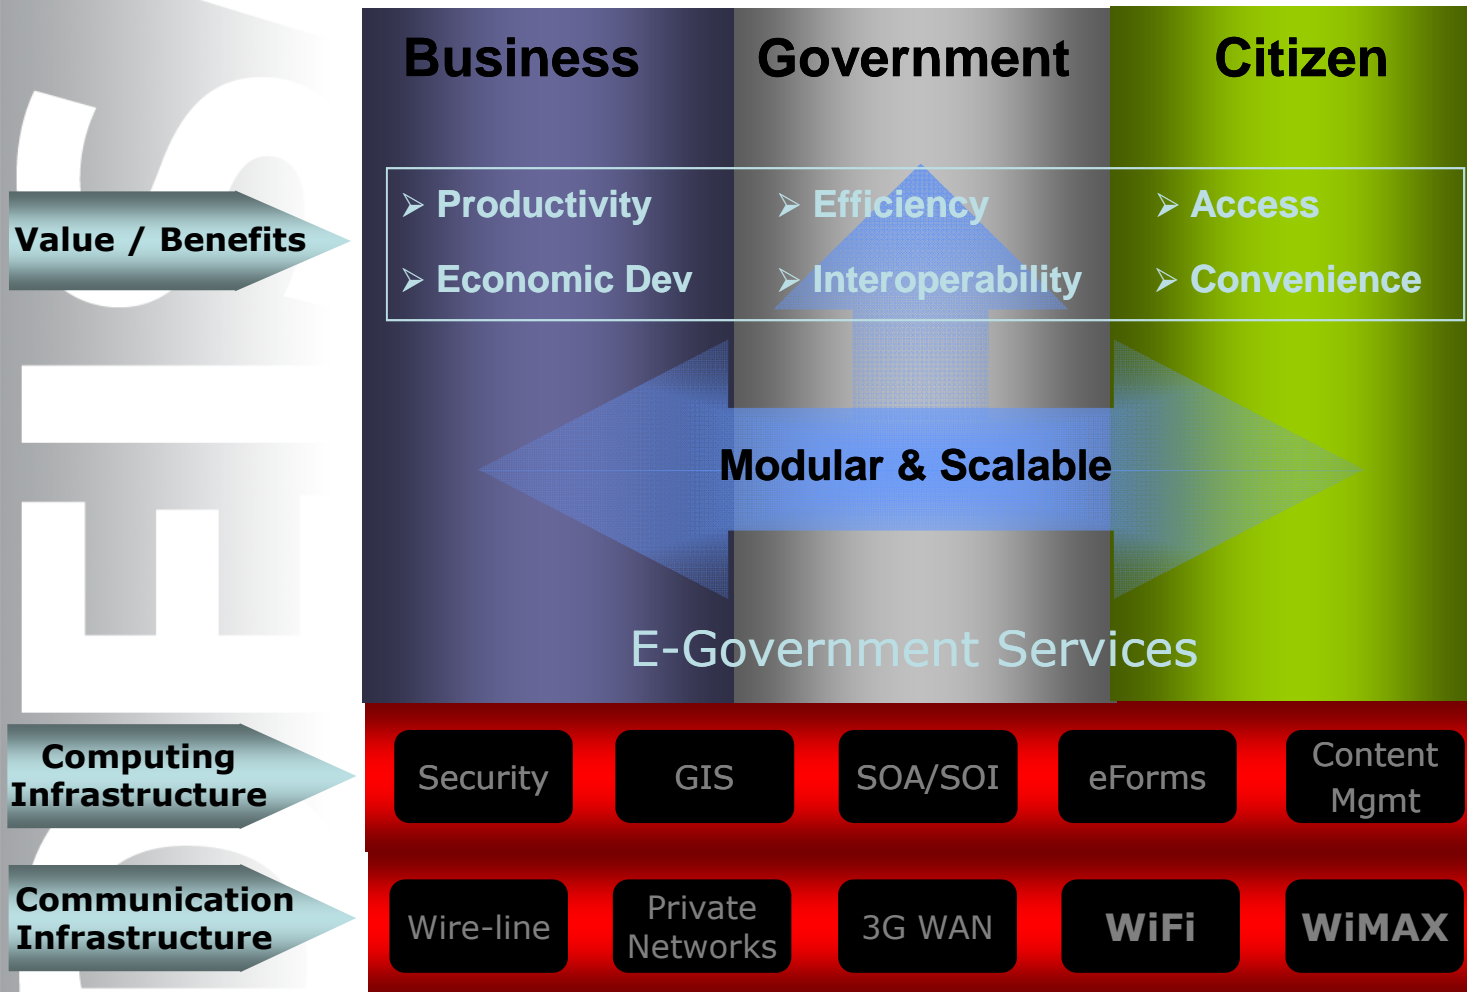 Business Government Citizen
Value / Benefits
➢ Productivity ➢ Efficiency ➢ Access
➢ Economic Dev ➢ Interoperability ➢ Convenience
Modular & Scalable
E-Government Services
Computing
Infrastructure
Security
GIS
SOA/SOI
eForms
Content
Mgmt
Communication
Infrastructure
Wire-line
Private
Networks
3G WAN
WiFi
WiMAX